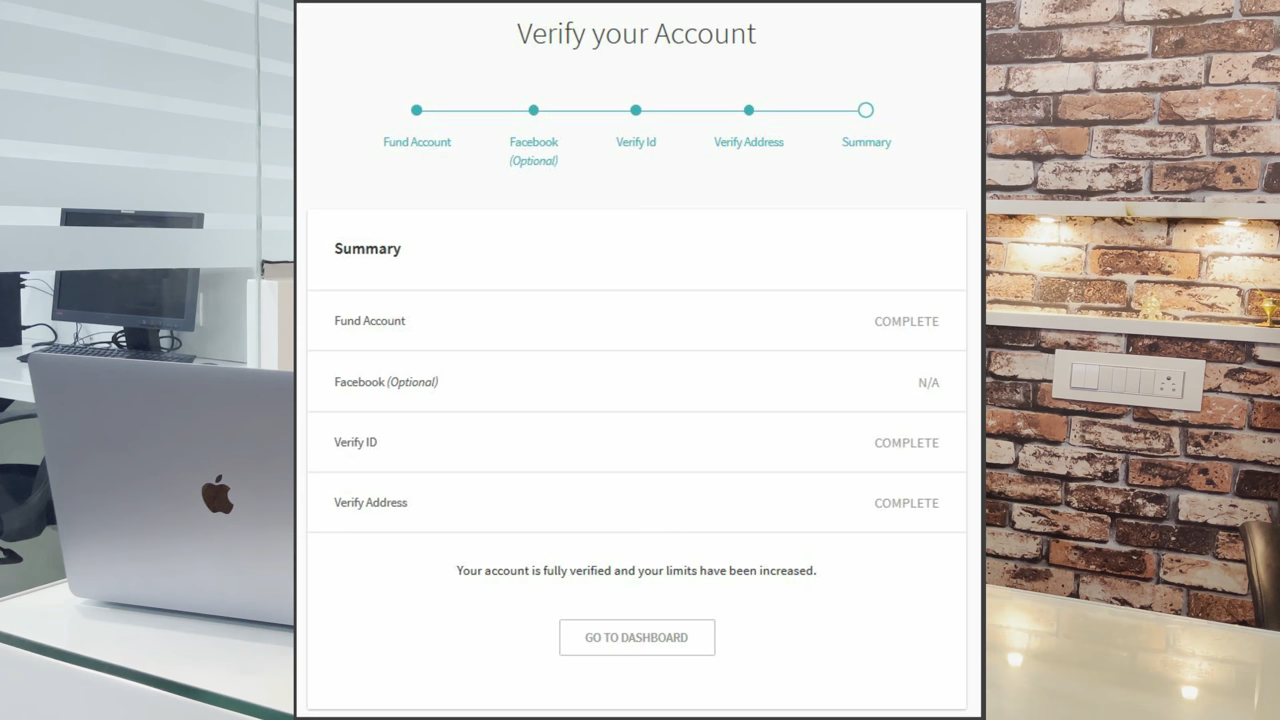 Verify your Account
Fund Account
Facebook
(Optional)
Verify Id
Verify Address
Summary
Summary
Fund Account COMPLETE
Facebook (Optional) N/A
Verify ID COMPLETE
Verify Address COMPLETE
Your account is fully verified and your limits have been increased.
GO TO DASHBOARD